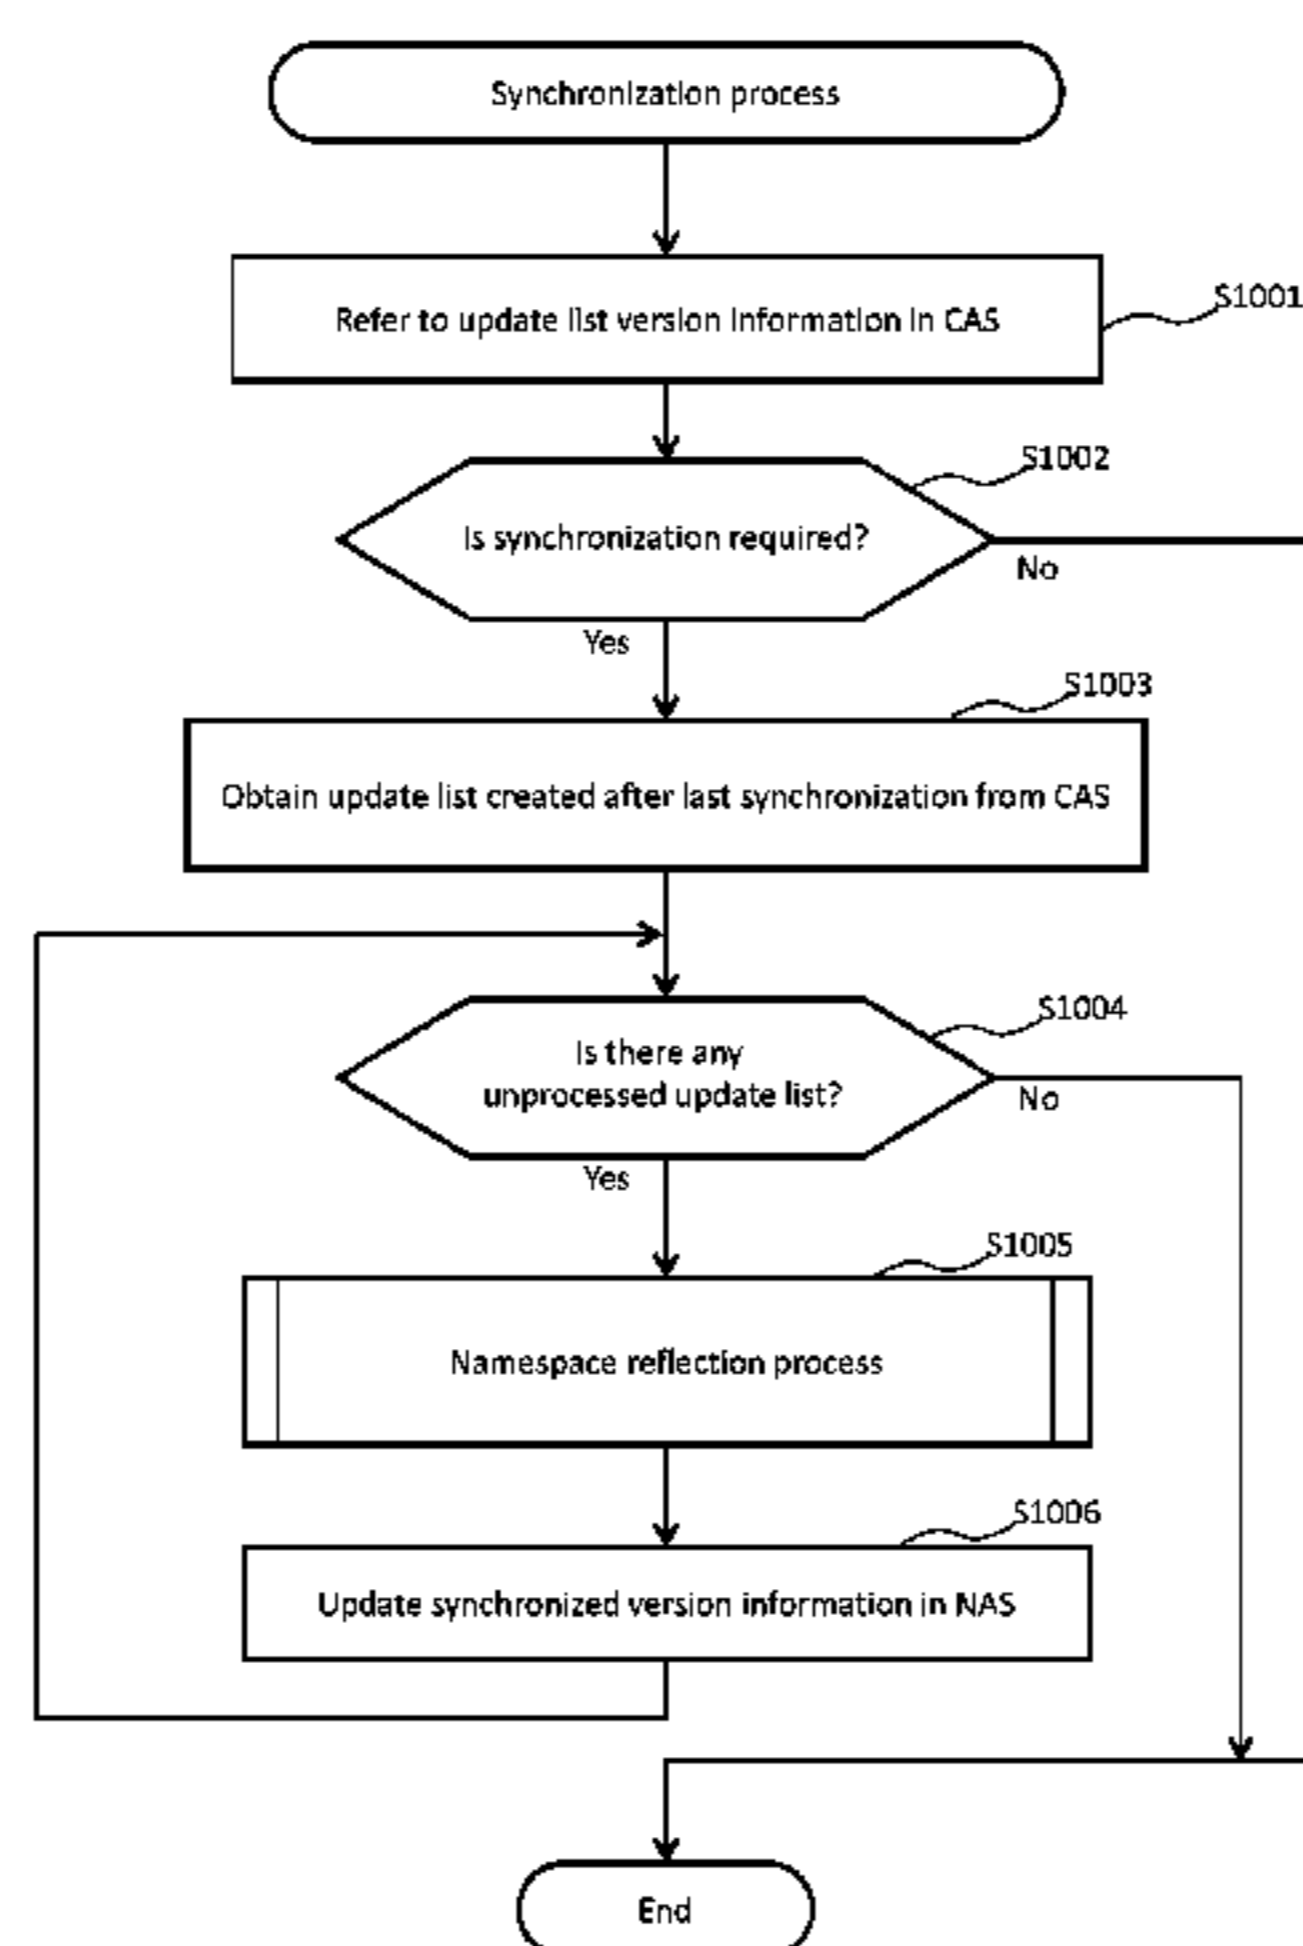 Synchronization process
Refer to update list version information in CAS
S1001
S1002
Is synchronization required?
No
Yes
S1003
Obtain update list created after last synchronization from CAS
S1004
Is there any
unprocessed update list?
No
Yes
S1005
Namespace reflection process
S1006
Update synchronized version information in NAS
End